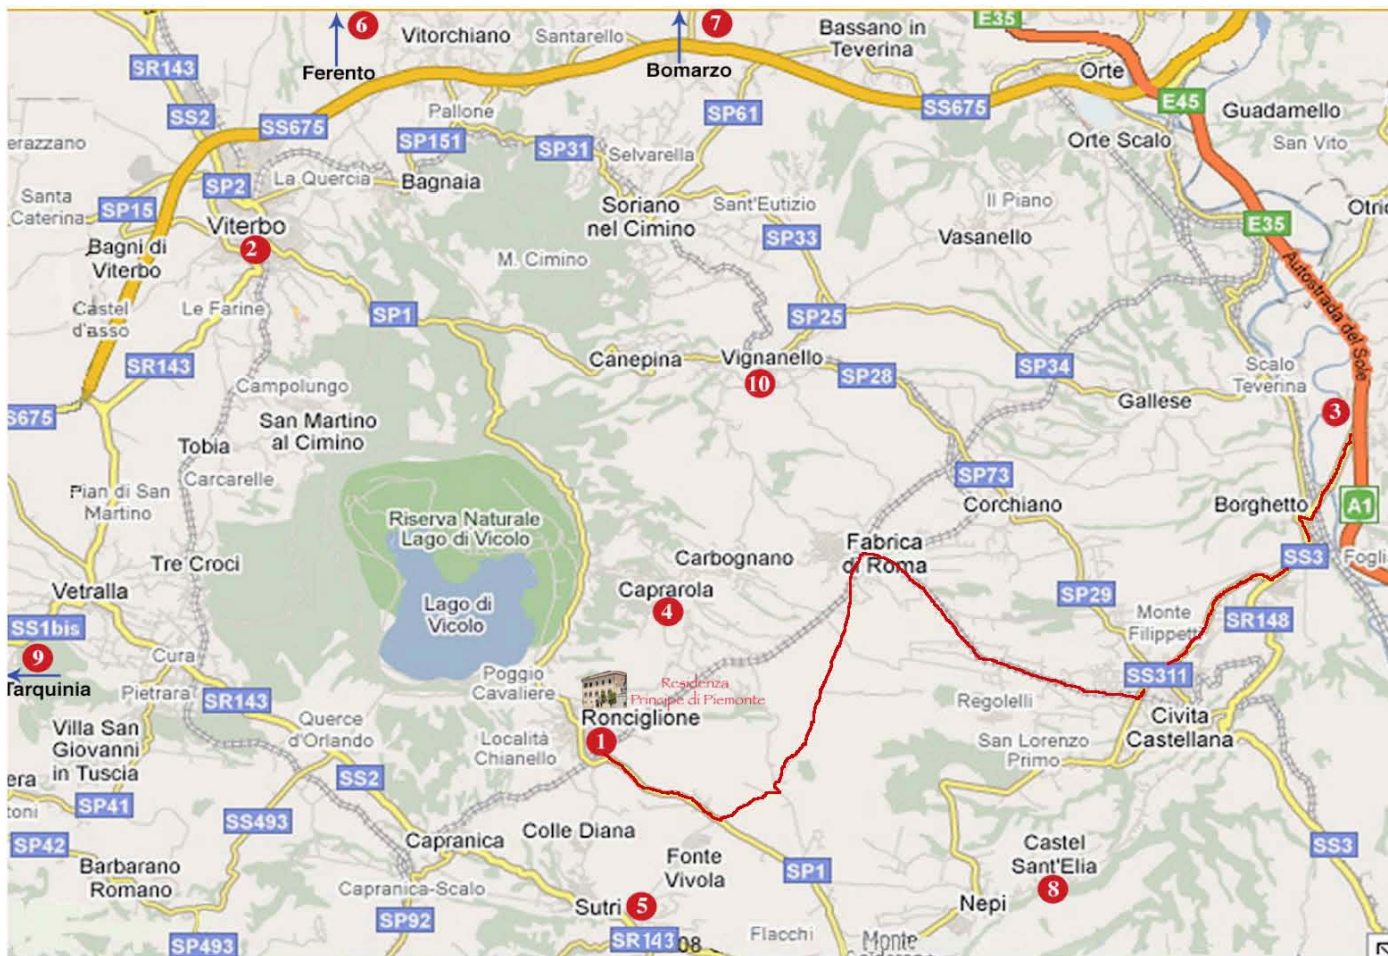 6
7
E35
Vitorchiano
Santarello
Bassano in
Teverina
SR143
Ferento
Bomarzo
Orte
E45
Guadamello
SS2
SS675
Pallone
SP61
SS675
erazzano
SP151
SP31
Selvarella
Orte Scalo
San Vito
La Quercia
Bagnaia
SP2
Santa
Caterina
SP15
Viterbo
2
Soriano
nel Cimino
Sant'Eutizio
Il Piano
Otric
E35
SP33
Vasanello
Bagni di
Viterbo
M. Cimino
Autostrada del Sole
Castel
d'asso
Le Farine
SP1
SP25
SR143
Canepina
Vignanello
10
SP28
SP34
Scalo
Teverina
Campolungo
Gallese
3
S675
San Martino
al Cimino
Tobia
Carcarelle
SP73
Pian di San
Martino
Corchiano
Borghetto
A1
Riserva Naturale
Lago di Vicolo
Tre Croci
Carbognano
Fabrica
di Roma
SS3
Fogli
Vetralla
Caprarola
4
Lago di
Vicolo
SP29
Monte
Filippetti
SR148
SS1bis
9
Tarquinia
Cura
Pietrara
Poggio
Cavaliere
Residenza
Principe di Piemonte
SS311
SR143
Regolelli
Ronciglione
1
Civita
Castellana
Villa San
Giovanni
in Tuscia
Querce
d'Orlando
Località
Chianello
San Lorenzo
Primo
era
toni
SS2
SP41
SS493
SP42
Capranica
Colle Diana
SS3
Castel
Sant'Elia
8
Barbarano
Romano
Fonte
Vivola
SP1
Capranica-Scalo
Sutri
5
Nepi
SP92
SP493
SR143
08
Flacchi
Monte